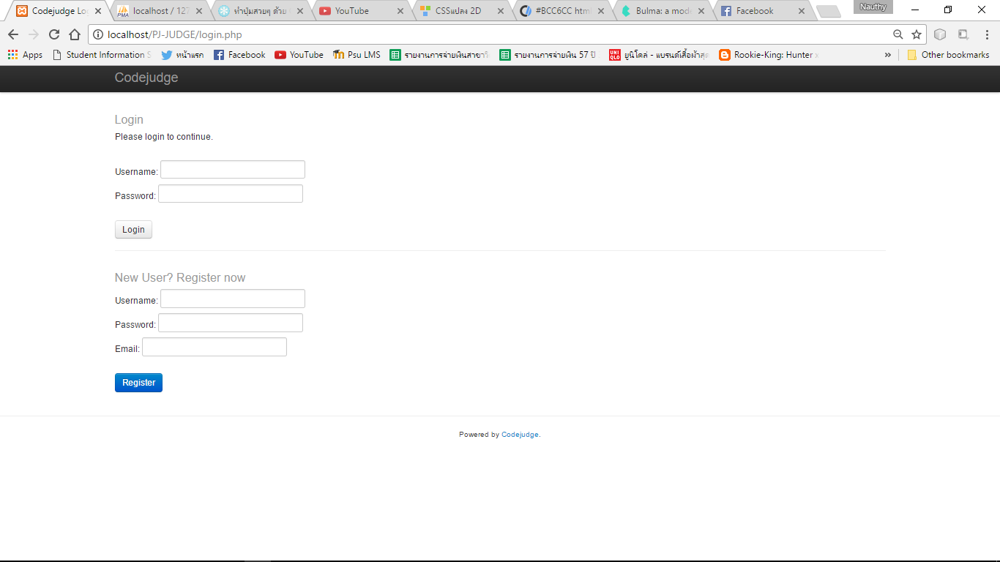 Codejudge Lo localhost / 127 ทำปุ่มสวยๆ ด้วย YouTube CSSแปลง 2D #BCC6CC html Bulma: a mod Facebook Nauthy
localhost/PJ-JUDGE/login.php
Apps Student Information S หน้าแรก Facebook YouTube Psu LMS รายงานการจ่ายเงินสาขาวิ รายงานการจ่ายเงิน 57 ปี ยูนิโคล่ - แบรนด์เสื้อผ้าสุด Rookie-King: Hunter x » Other bookmarks
Codejudge
Login
Please login to continue.
Username:
Password:
Login
New User? Register now
Username:
Password:
Email:
Register
Powered by Codejudge.